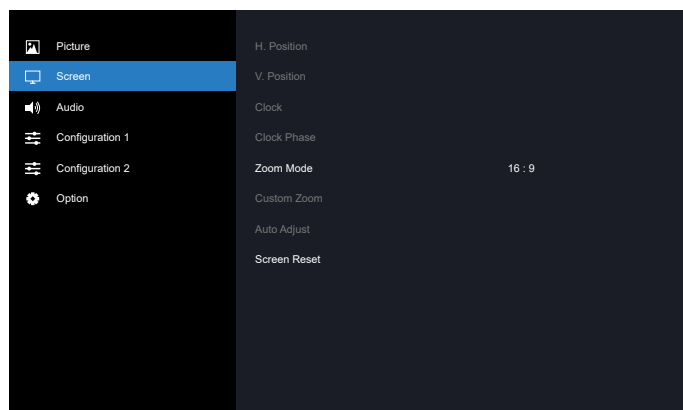 Picture
Screen
Audio
Configuration 1
Configuration 2
Option
H. Position
V. Position
Clock
Clock Phase
Zoom Mode 16 : 9
Custom Zoom
Auto Adjust
Screen Reset